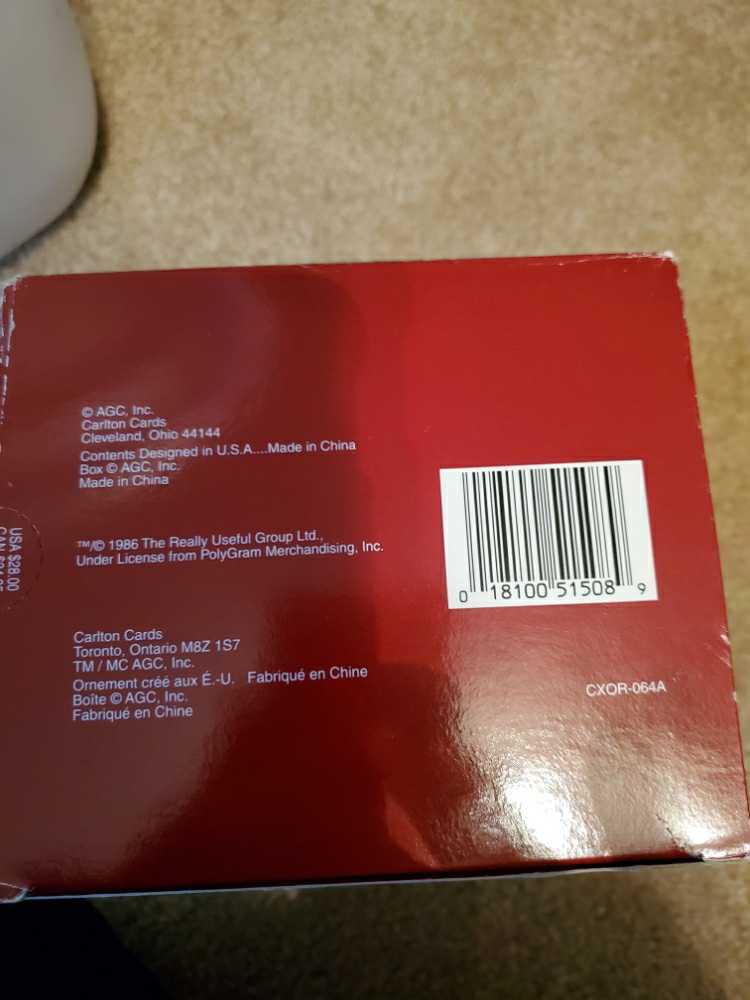 © AGC, Inc.
Carlton Cards
Cleveland, Ohio 44144
Contents Designed in U.S.A....Made in China
Box © AGC, Inc.
Made in China
TM/© 1986 The Really Useful Group Ltd.,
Under License from PolyGram Merchandising, Inc.
Carlton Cards
Toronto, Ontario M8Z 1S7
TM / MC AGC, Inc.
Ornement créé aux É.-U. Fabriqué en Chine
Boîte © AGC, Inc.
Fabriqué en Chine
USA $28.00
0 18100 51508 9
CXOR-064A